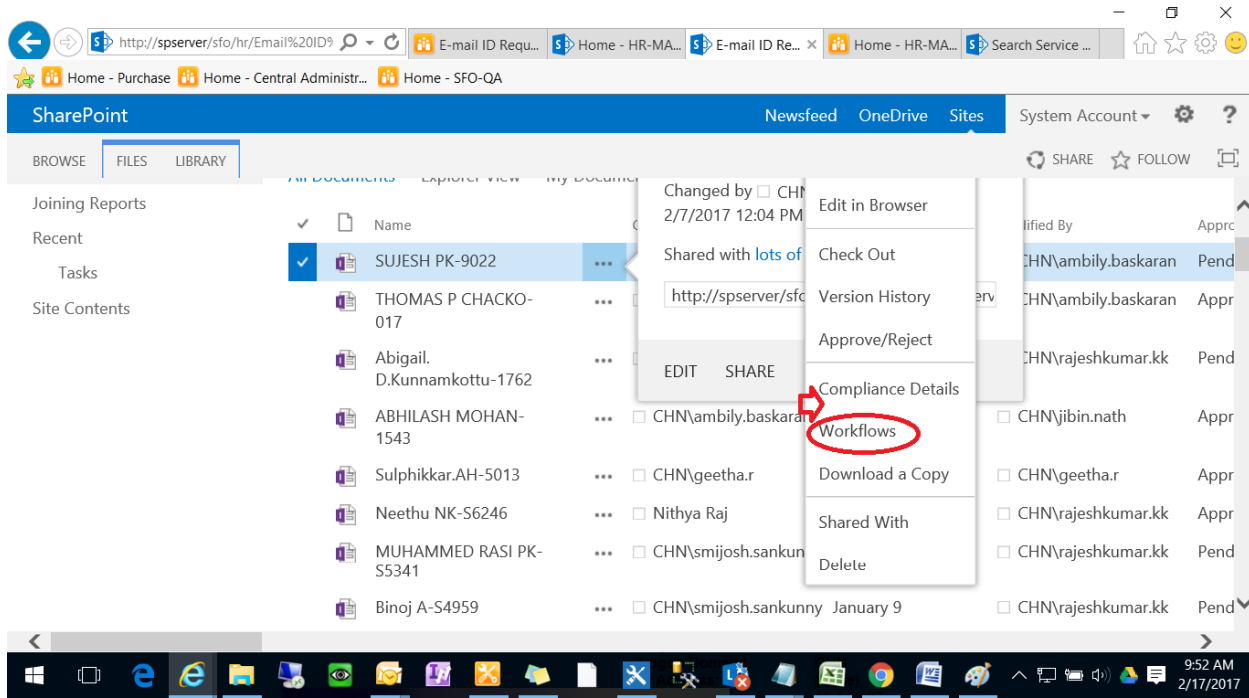 http://spserver/sfo/hr/Email%20ID9
E-mail ID Requ...
Home - HR-MA...
E-mail ID Re...
Home - HR-MA...
Search Service ...
Home - Purchase
Home - Central Administr...
Home - SFO-QA
SharePoint
Newsfeed
OneDrive
Sites
System Account
?
BROWSE
FILES
LIBRARY
SHARE
FOLLOW
Joining Reports
Recent
Tasks
Site Contents
All Documents
Explorer View
My Documen
Name
Changed by CHN
2/7/2017 12:04 PM
Shared with lots of
http://spserver/sfo
EDIT
SHARE
Edit in Browser
Check Out
Version History
Approve/Reject
Compliance Details
Workflows
Download a Copy
Shared With
Delete
ified By
Appro
SUJESH PK-9022
CHN\ambily.baskaran
Pend
THOMAS P CHACKO-
017
CHN\ambily.baskaran
Appr
Abigail.
D.Kunnamkottu-1762
CHN\rajeshkumar.kk
Pend
ABHILASH MOHAN-
1543
CHN\ambily.baskaran
CHN\jibin.nath
Appr
Sulphikkar.AH-5013
CHN\geetha.r
CHN\geetha.r
Appr
Neethu NK-S6246
Nithya Raj
CHN\rajeshkumar.kk
Appr
MUHAMMED RASI PK-
S5341
CHN\smijosh.sankun
CHN\rajeshkumar.kk
Pend
Binoj A-S4959
CHN\smijosh.sankunny
January 9
CHN\rajeshkumar.kk
Pend
9:52 AM
2/17/2017